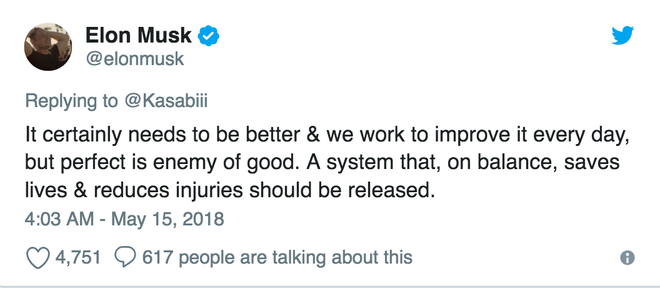 Elon Musk
@elonmusk
Replying to @Kasabiii
It certainly needs to be better & we work to improve it every day,
but perfect is enemy of good. A system that, on balance, saves
lives & reduces injuries should be released.
4:03 AM - May 15, 2018
4,751 617 people are talking about this